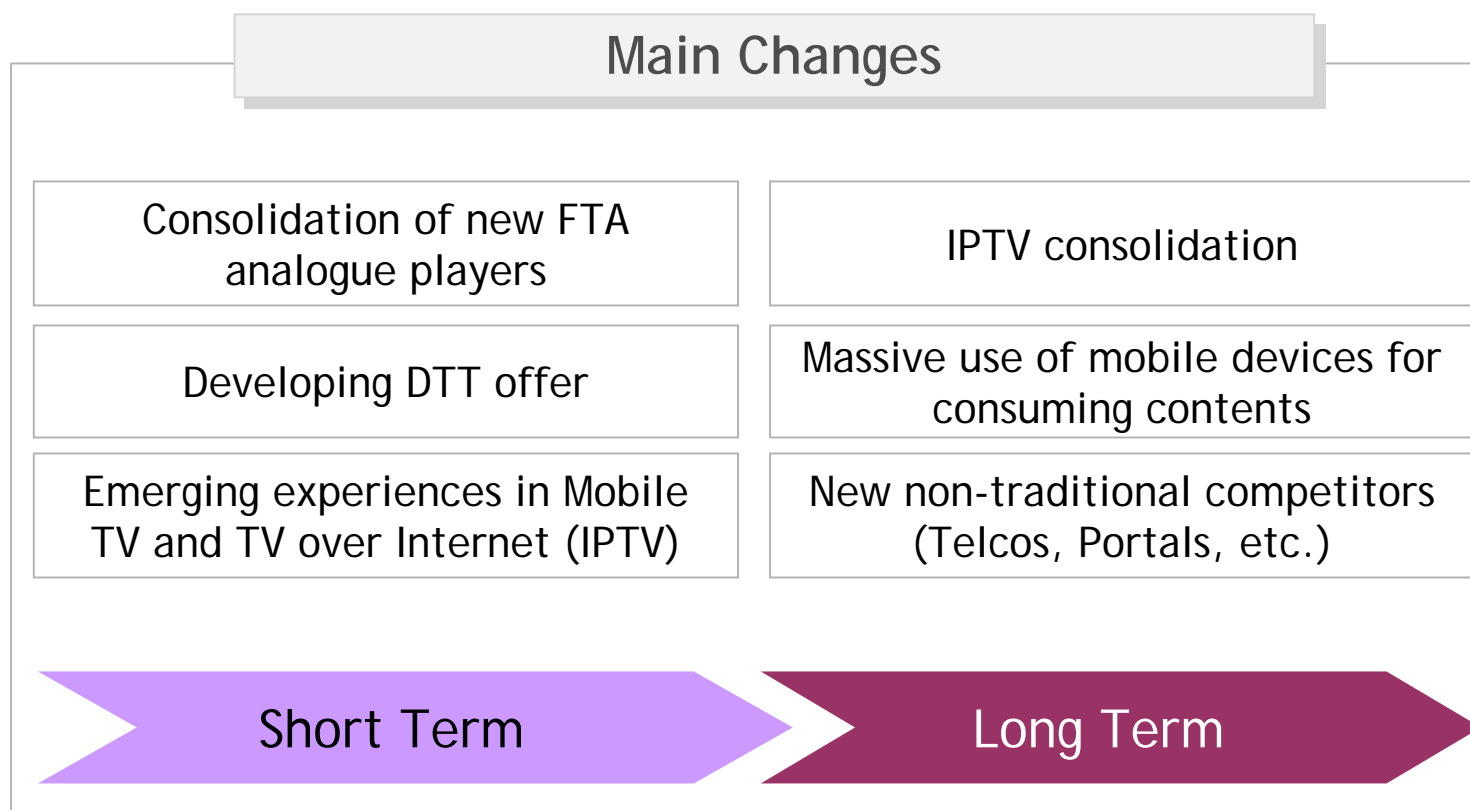 Main Changes
Consolidation of new FTA
analogue players
IPTV consolidation
Developing DTT offer
Massive use of mobile devices for
consuming contents
Emerging experiences in Mobile
TV and TV over Internet (IPTV)
New non-traditional competitors
(Telcos, Portals, etc.)
Short Term
Long Term